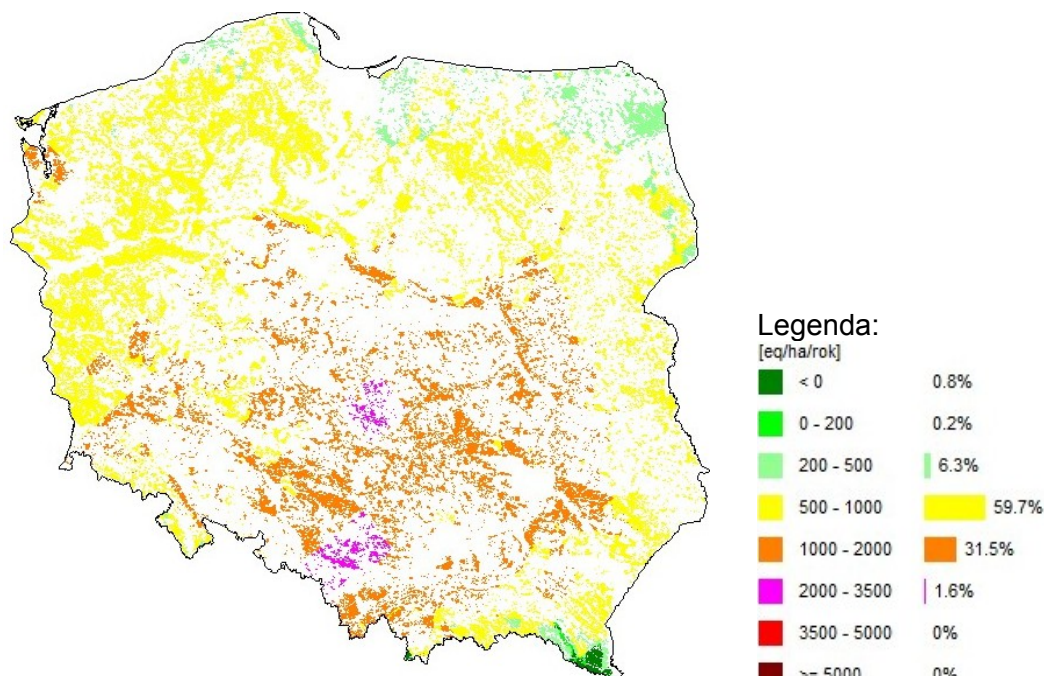 Legenda:
[eq/ha/rok]
< 0 0.8%
0 - 200 0.2%
200 - 500 6.3%
500 - 1000 59.7%
1000 - 2000 31.5%
2000 - 3500 1.6%
3500 - 5000 0%
>= 5000 0%